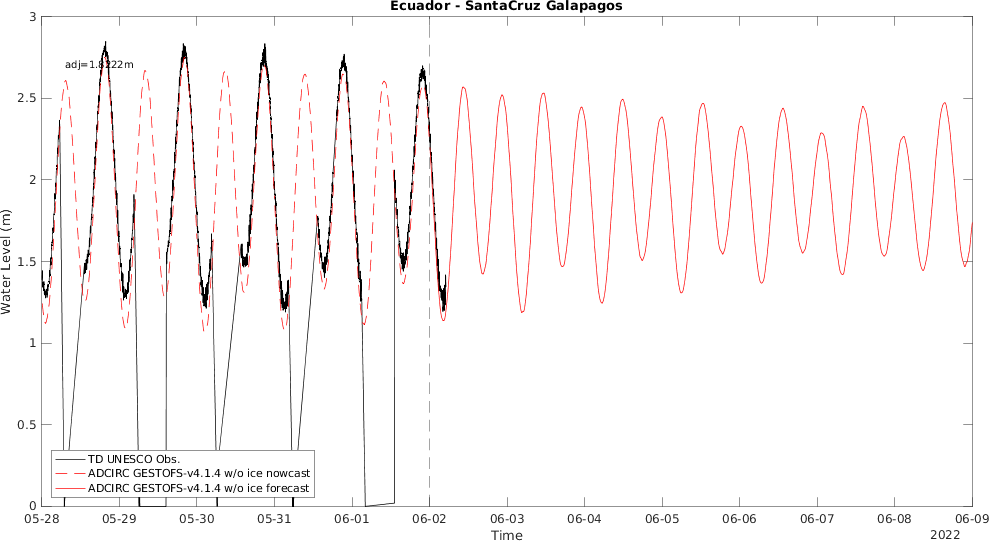 Ecuador - SantaCruz Galapagos
3
adj=1.8222m
2.5
2
1.5
1
0.5
0
Water Level (m)
TD UNESCO Obs.
ADCIRC GESTOFS-v4.1.4 w/o ice nowcast
ADCIRC GESTOFS-v4.1.4 w/o ice forecast
05-28 05-29 05-30 05-31 06-01 06-02 06-03 06-04 06-05 06-06 06-07 06-08 06-09
Time
2022